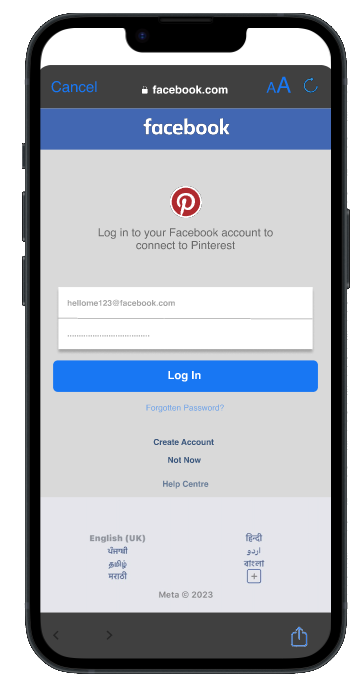 Cancel
facebook.com
AA
facebook
Log in to your Facebook account to
connect to Pinterest
hellome123@facebook.com
Log In
Forgotten Password?
Create Account
Not Now
Help Centre
English (UK) हिन्दी
ਪੰਜਾਬੀ اردو
தமிழ் বাংলা
मराठी +
Meta © 2023